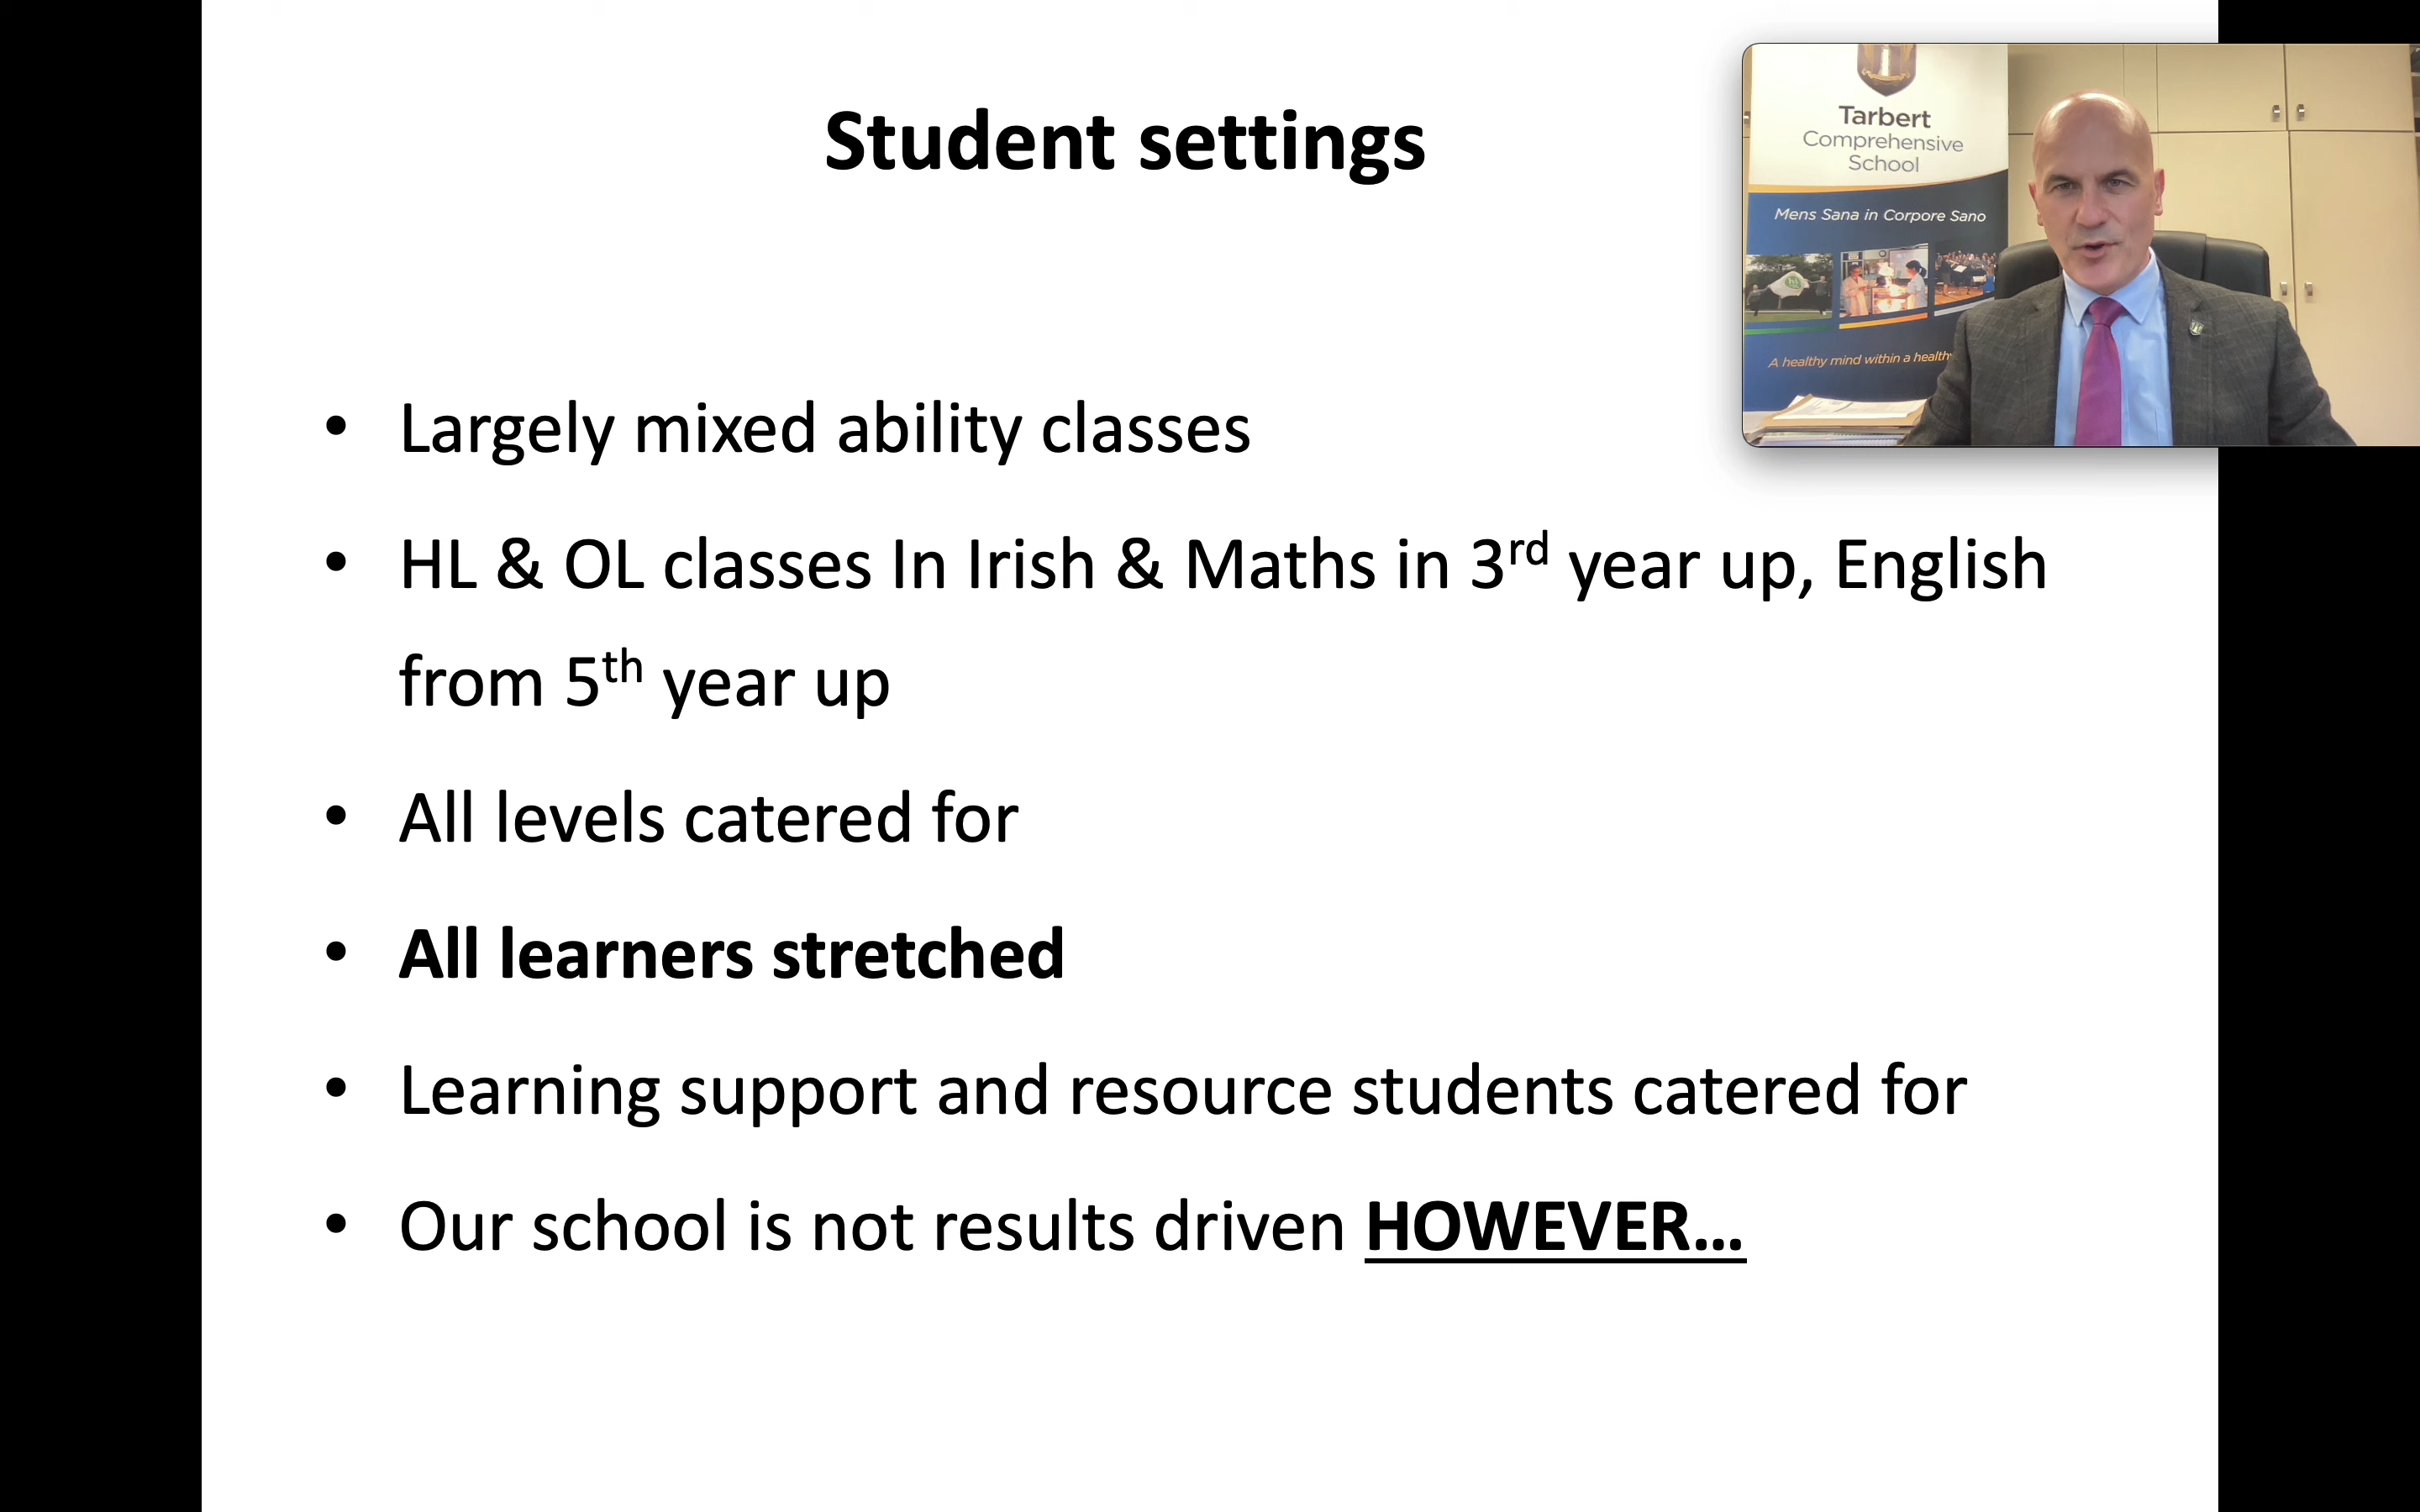 Student settings
Tarbert
Comprehensive
School
Mens Sana in Corpore Sano
A healthy mind within a healthy
• Largely mixed ability classes
• HL & OL classes In Irish & Maths in 3rd year up, English
from 5th year up
• All levels catered for
• All learners stretched
• Learning support and resource students catered for
• Our school is not results driven HOWEVER...